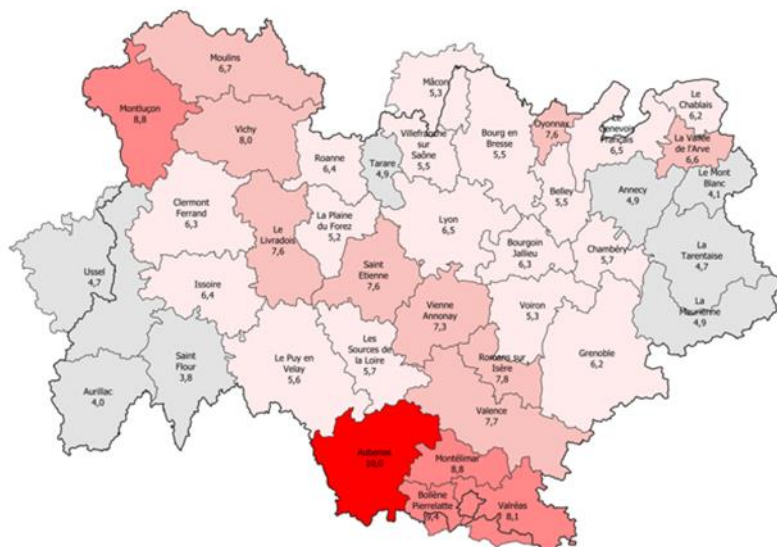 Moulins
6,7
Montluçon
8,8
Vichy
8,0
Mâcon
5,3
Roanne
6,4
Tarare
4,9
Villefranche
sur
Saône
5,5
Bourg en
Bresse
5,5
Oyonnax
7,6
Le
Genevois
Français
6,5
Le
Chablais
6,2
La Vallée
de l'Arve
6,6
Le Mont
Blanc
4,1
Annecy
4,9
Belley
5,5
Clermont
Ferrand
6,3
Le
Livradois
7,6
La Plaine
du Forez
5,2
Lyon
6,5
Bourgoin
Jallieu
6,3
Chambéry
5,7
La
Tarentaise
4,7
Ussel
4,7
Issoire
6,4
Saint
Etienne
7,6
Vienne
Annonay
7,3
Voiron
5,3
La
Maurienne
4,9
Aurillac
4,0
Saint
Flour
3,8
Le Puy en
Velay
5,6
Les
Sources de
la Loire
5,7
Romans sur
Isère
7,8
Grenoble
6,2
Valence
7,7
Aubenas
10,0
Montélimar
8,8
Bollène
Pierrelatte
9,4
Valréas
8,1